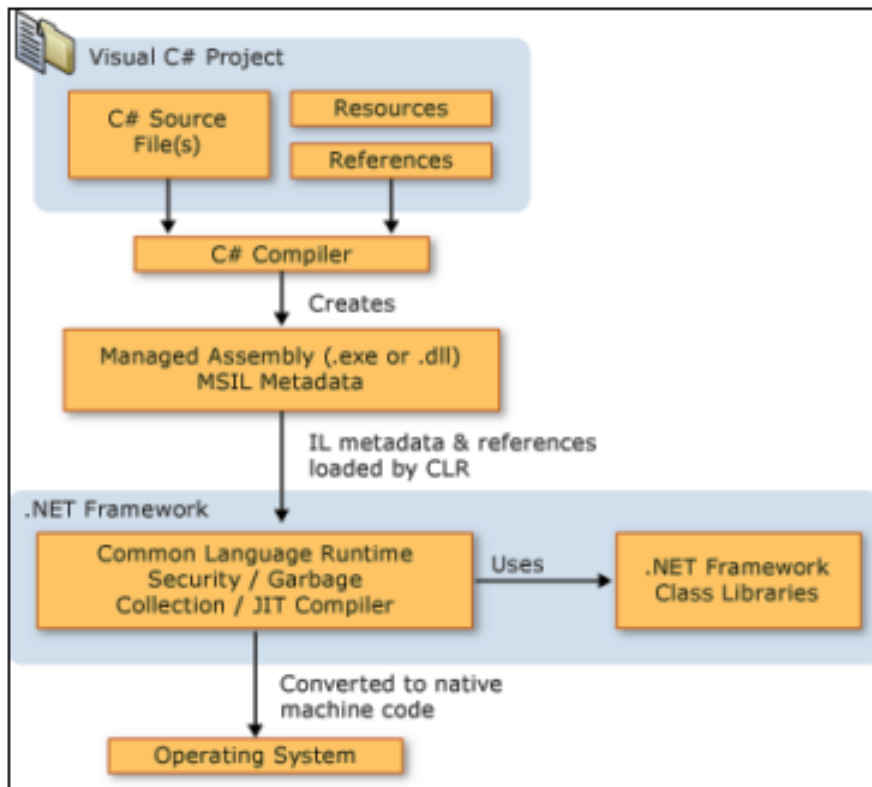 Visual C# Project
C# Source
File(s)
Resources
References
C# Compiler
Creates
Managed Assembly (.exe or .dll)
MSIL Metadata
IL metadata & references
loaded by CLR
.NET Framework
Common Language Runtime
Security / Garbage
Collection / JIT Compiler
Uses
.NET Framework
Class Libraries
Converted to native
machine code
Operating System